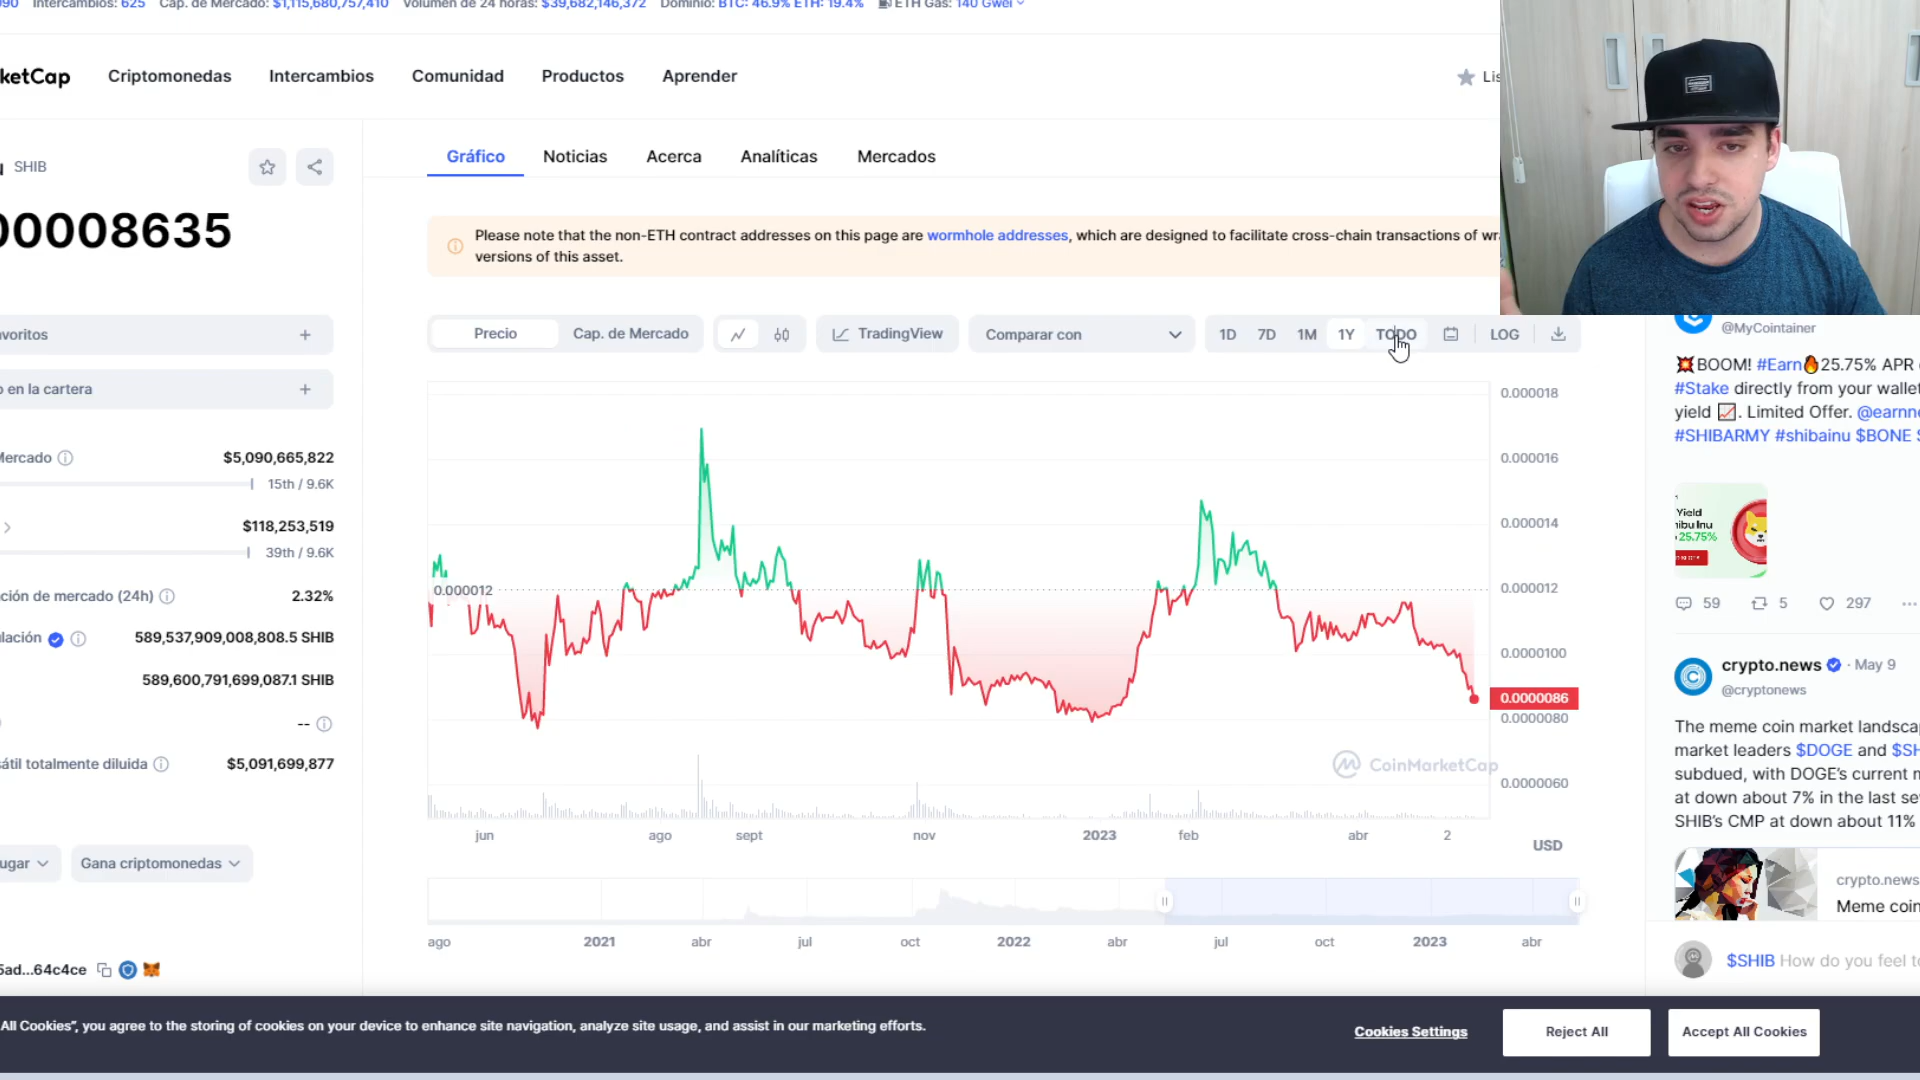 Intercambios: 625 Cap. de Mercado: $1,115,680,757,410 Volumen de 24 horas: $39,682,146,372 Dominio: BTC: 46.9% ETH: 19.4% ETH Gas: 140 Gwei
ketCap Criptomonedas Intercambios Comunidad Productos Aprender
SHIB
00008635
Gráfico Noticias Acerca Analíticas Mercados
Please note that the non-ETH contract addresses on this page are wormhole addresses, which are designed to facilitate cross-chain transactions of wr
versions of this asset.
Precio Cap. de Mercado TradingView Comparar con 1D 7D 1M 1Y TODO LOG
avoritos +
o en la cartera +
Mercado $5,090,665,822
15th / 9.6K
$118,253,519
39th / 9.6K
ción de mercado (24h) 2.32%
lación 589,537,909,008,808.5 SHIB
589,600,791,699,087.1 SHIB
--
átil totalmente diluida $5,091,699,877
ugar Gana criptomonedas
5ad...64c4ce
0.000018
0.000016
0.000014
0.000012
0.000012
0.0000100
0.0000086
0.0000080
0.0000060
CoinMarketCap
jun ago sept nov 2023 feb abr 2
USD
ago 2021 abr jul oct 2022 abr jul oct 2023 abr
@MyCointainer
BOOM! #Earn 25.75% APR
#Stake directly from your wallet
yield . Limited Offer. @earnne
#SHIBARMY #shibainu $BONE
Yield
25.75%
59 5 297
crypto.news · May 9
@cryptonews
The meme coin market landsca
market leaders $DOGE and $SH
subdued, with DOGE's current m
at down about 7% in the last se
SHIB's CMP at down about 11%
crypto.news
Meme coin
$SHIB How do you feel to
All Cookies", you agree to the storing of cookies on your device to enhance site navigation, analyze site usage, and assist in our marketing efforts.
Cookies Settings Reject All Accept All Cookies